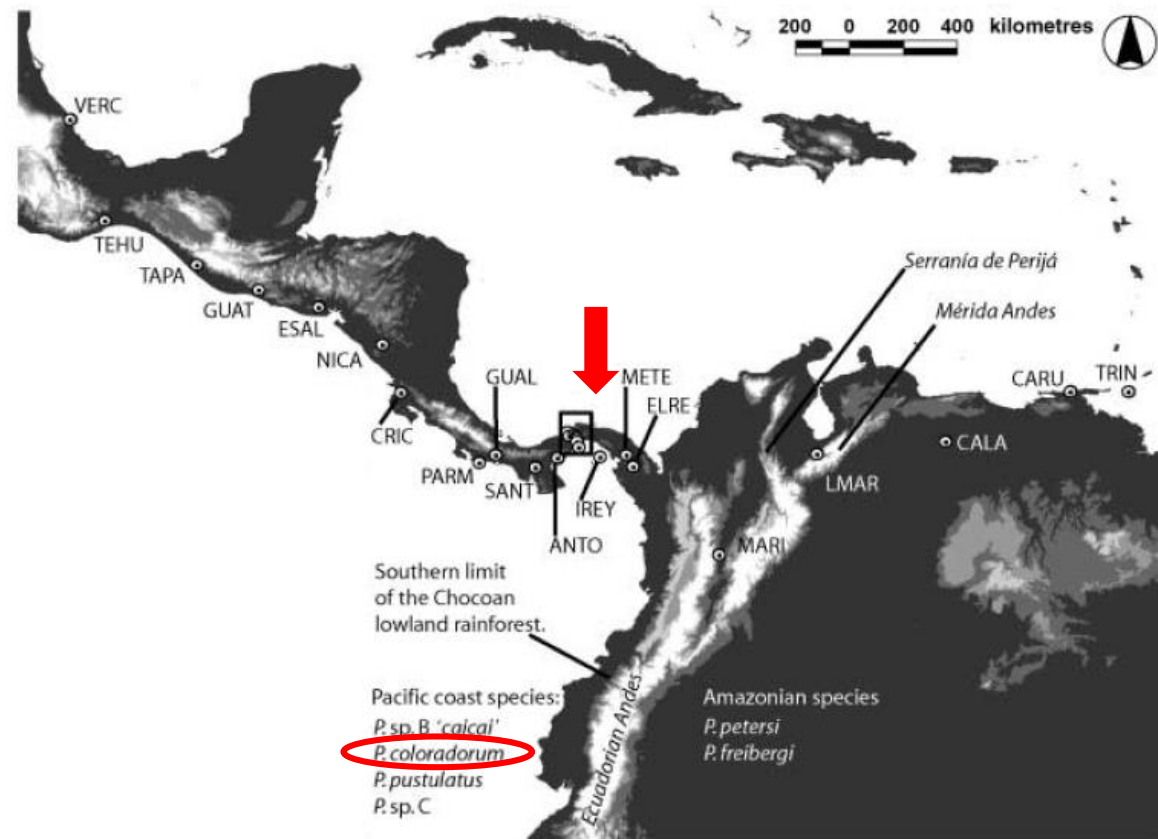 200 0 200 400 kilometres
VERC
TEHU
TAPA
GUAT
ESAL
NICA
CRIC
PARM
GUAL
SANT
ANTO
IREY
METE
ELRE
Serranía de Perijá
Mérida Andes
CARU
TRIN
CALA
LMAR
MARI
Southern limit
of the Chocoan
lowland rainforest.
Pacific coast species:
P. sp. B 'caicai'
P. coloradorum
P. pustulatus
P. sp. C
Ecuadorian Andes
Amazonian species
P. petersi
P. freibergi